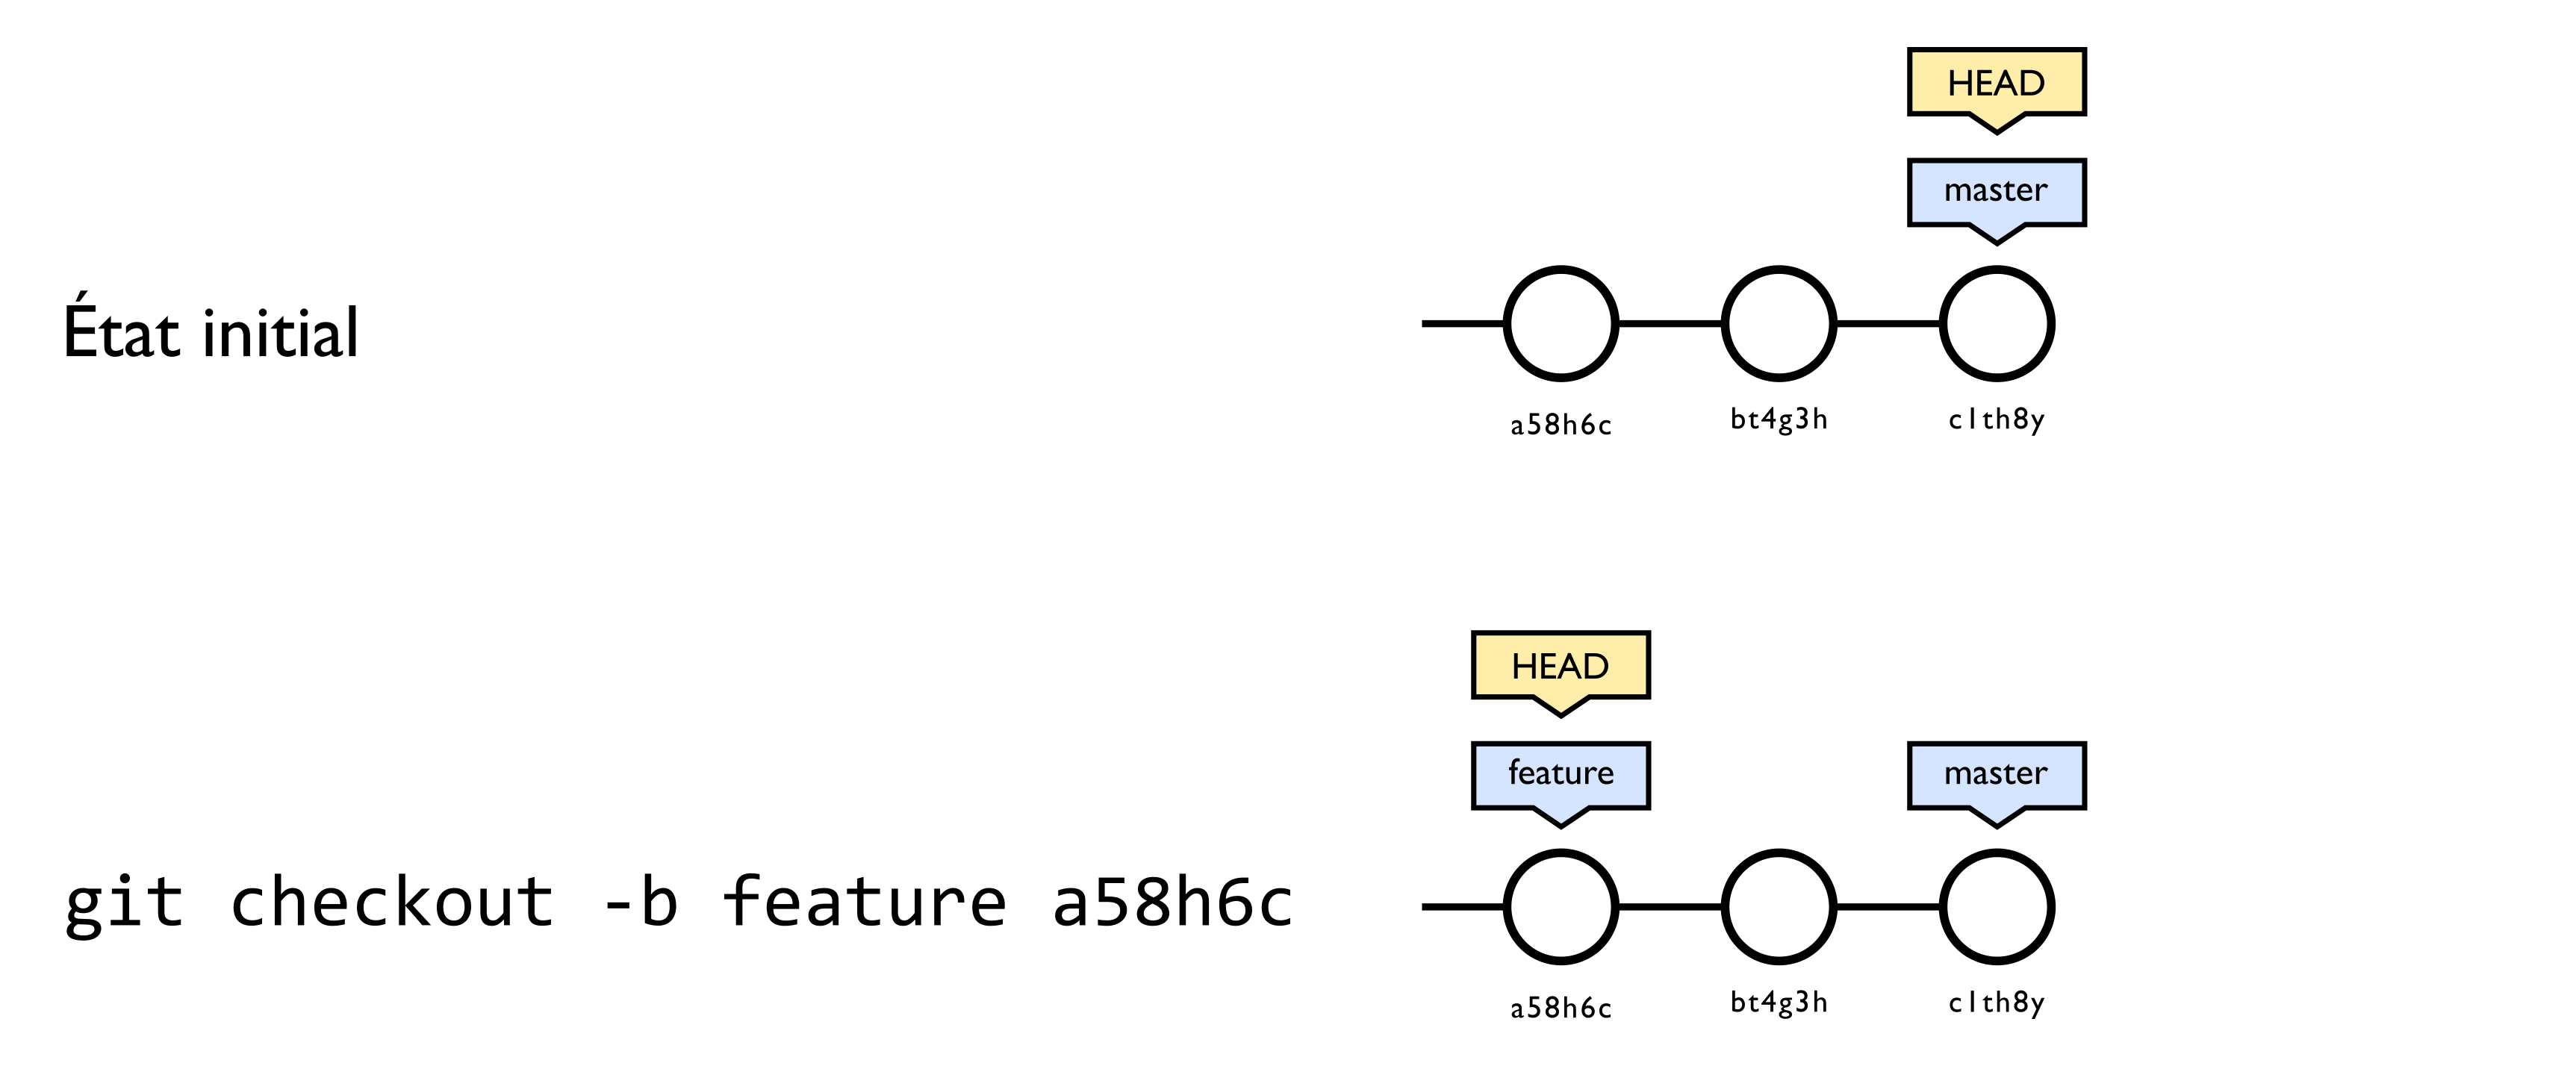 HEAD
master
État initial
a58h6c
bt4g3h
c1th8y
HEAD
feature
master
git checkout -b feature a58h6c
a58h6c
bt4g3h
c1th8y